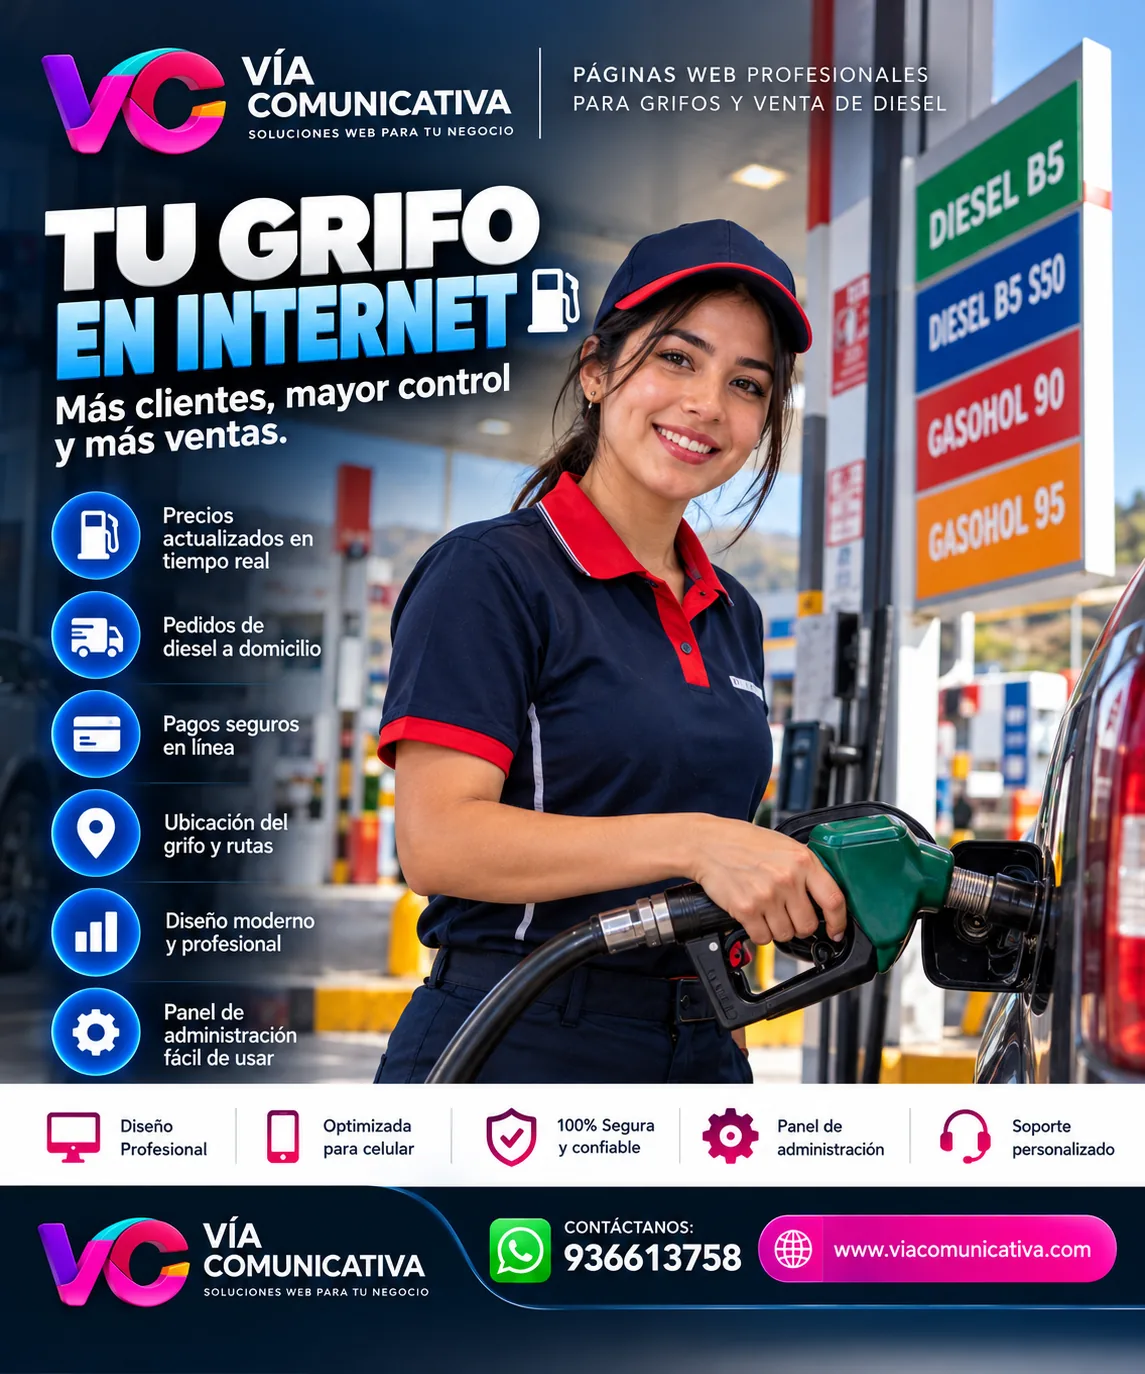 VC
VÍA
COMUNICATIVA
SOLUCIONES WEB PARA TU NEGOCIO
PÁGINAS WEB PROFESIONALES
PARA GRIFOS Y VENTA DE DIESEL
TU GRIFO
EN INTERNET
Más clientes, mayor control
y más ventas.
Precios
actualizados en
tiempo real
Pedidos de
diesel a domicilio
Pagos seguros
en línea
Ubicación del
grifo y rutas
Diseño moderno
y profesional
Panel de
administración
fácil de usar
DIESEL B5
DIESEL B5 S50
GASOHOL 90
GASOHOL 95
Diseño
Profesional
Optimizada
para celular
100% Segura
y confiable
Panel de
administración
Soporte
personalizado
VC
VÍA
COMUNICATIVA
SOLUCIONES WEB PARA TU NEGOCIO
CONTÁCTANOS:
936613758
www.viacomunicativa.com